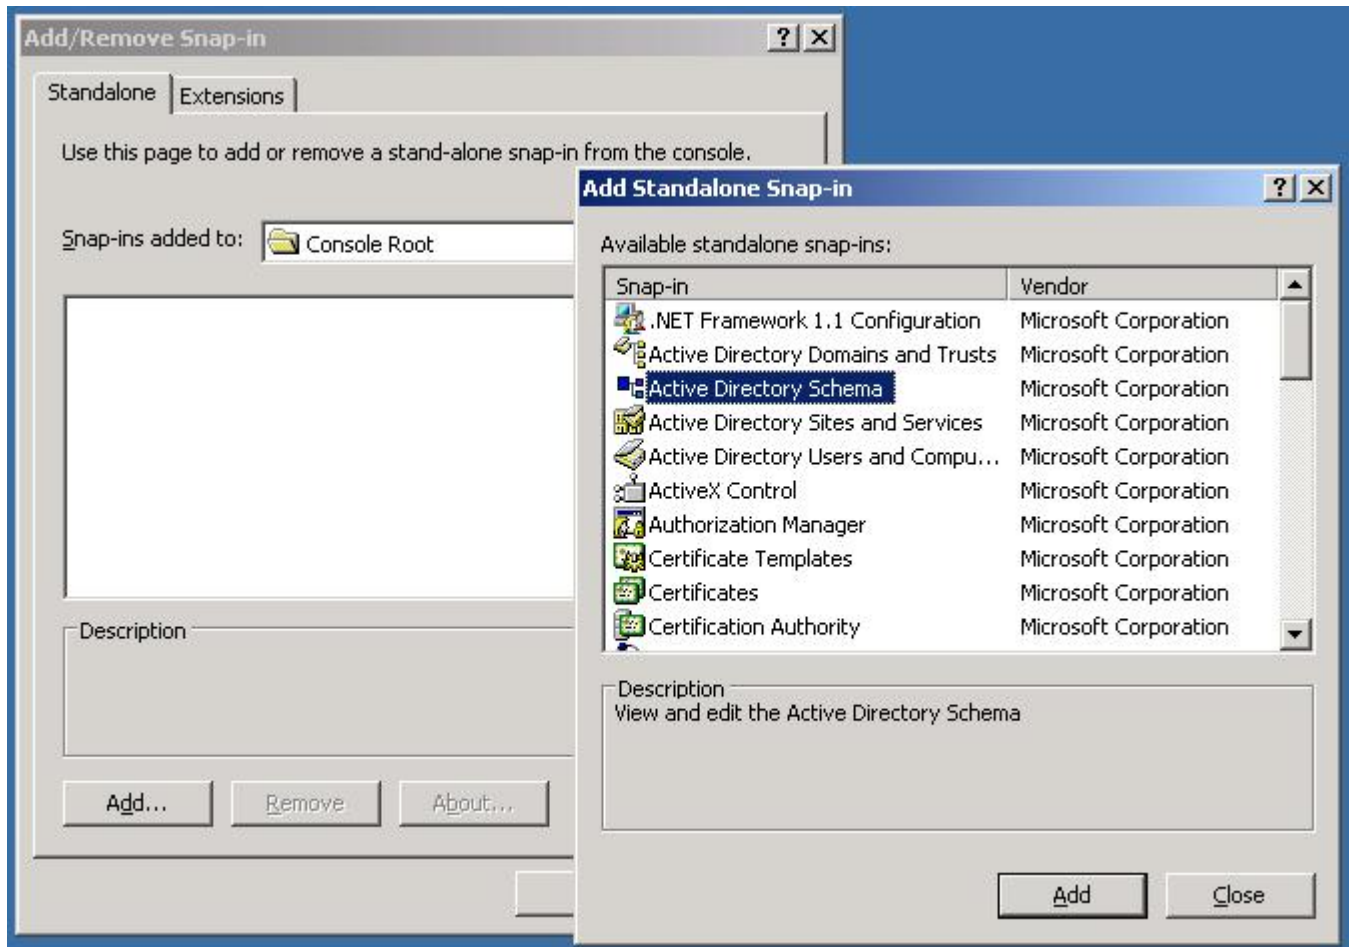 Add/Remove Snap-in
Standalone
Extensions
Use this page to add or remove a stand-alone snap-in from the console.
Snap-ins added to:
Console Root
Description
Add...
Remove
About...
Add Standalone Snap-in
Available standalone snap-ins:
Snap-in Vendor
.NET Framework 1.1 Configuration Microsoft Corporation
Active Directory Domains and Trusts Microsoft Corporation
Active Directory Schema Microsoft Corporation
Active Directory Sites and Services Microsoft Corporation
Active Directory Users and Compu... Microsoft Corporation
ActiveX Control Microsoft Corporation
Authorization Manager Microsoft Corporation
Certificate Templates Microsoft Corporation
Certificates Microsoft Corporation
Certification Authority Microsoft Corporation
Description
View and edit the Active Directory Schema
Add
Close